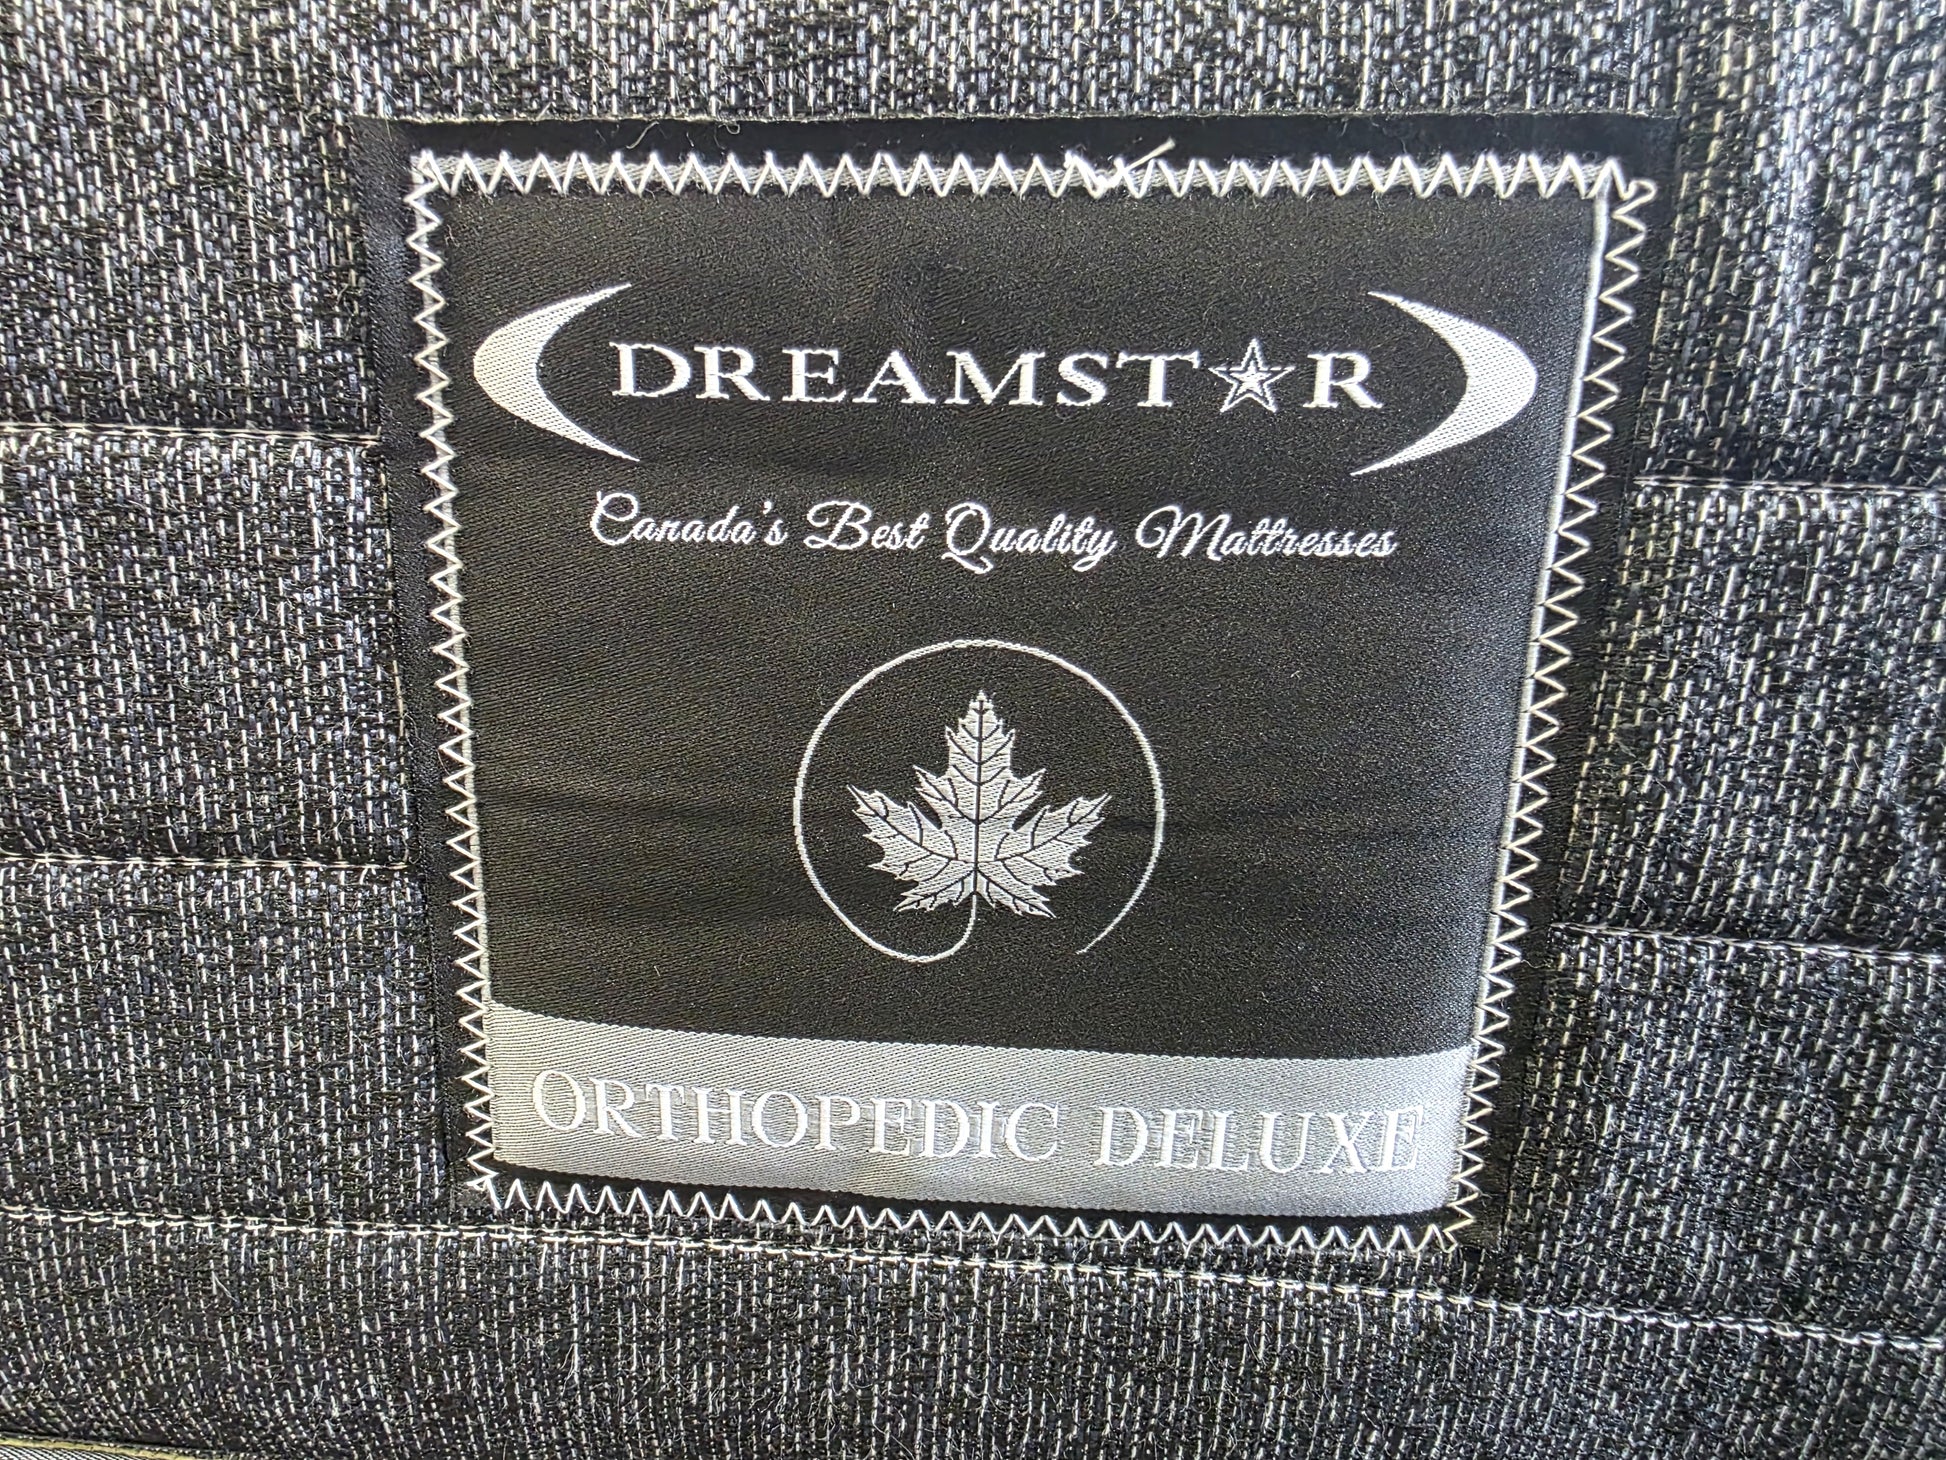 DREAMSTAR
Canada's Best Quality Mattresses
ORTHOPEDIC DELUXE